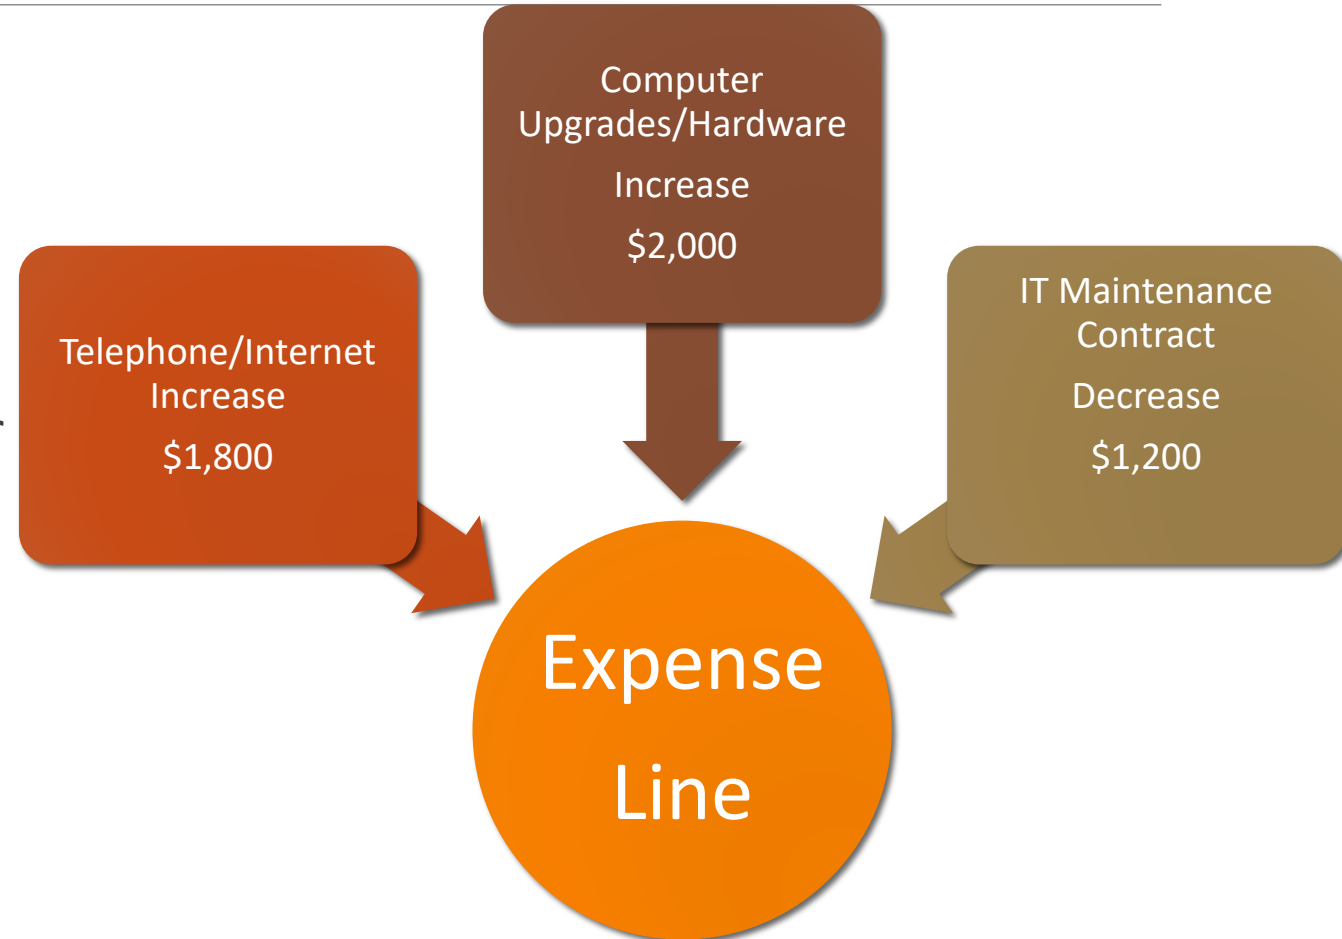 Computer
Upgrades/Hardware
Increase
$2,000
Telephone/Internet
Increase
$1,800
IT Maintenance
Contract
Decrease
$1,200
Expense
Line